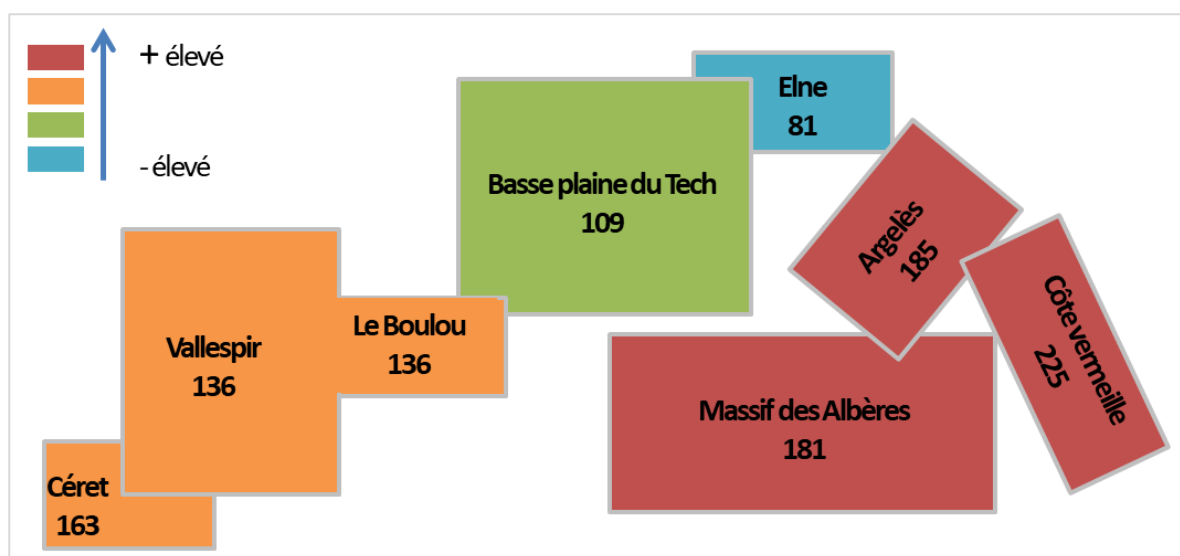 + élevé
- élevé
Elne
81
Basse plaine du Tech
109
Argelès
185
Côte vermeille
225
Vallespir
136
Le Boulou
136
Massif des Albères
181
Céret
163